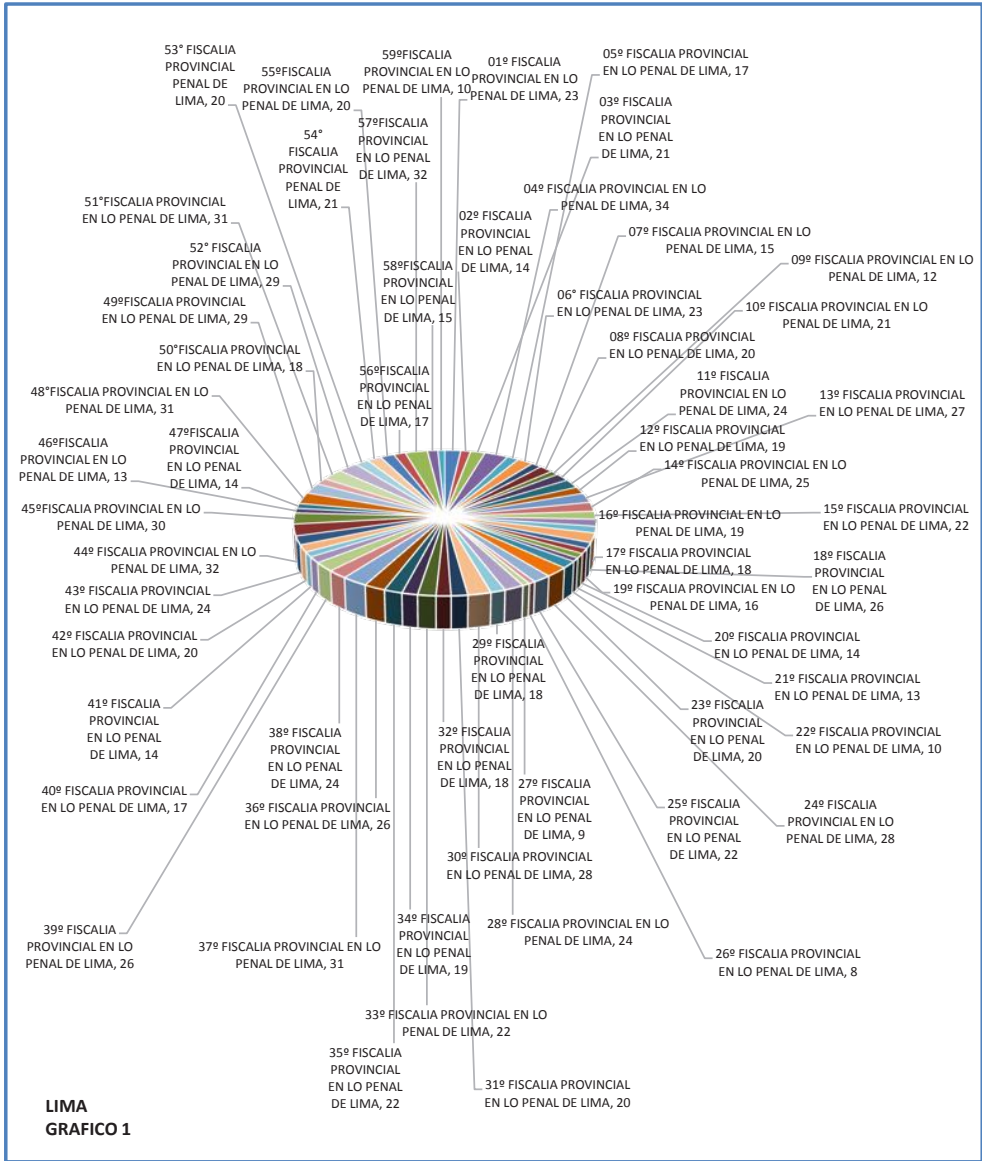 53° FISCALIA
PROVINCIAL
PENAL DE
LIMA, 20
55ºFISCALIA
PROVINCIAL EN LO
PENAL DE LIMA, 20
59ºFISCALIA
PROVINCIAL EN LO
PENAL DE LIMA, 10
01º FISCALIA
PROVINCIAL EN LO
PENAL DE LIMA, 23
05º FISCALIA PROVINCIAL
EN LO PENAL DE LIMA, 17
03º FISCALIA
PROVINCIAL
EN LO PENAL
DE LIMA, 21
54°
FISCALIA
PROVINCIAL
PENAL DE
LIMA, 21
57ºFISCALIA
PROVINCIAL
EN LO PENAL
DE LIMA, 32
04º FISCALIA PROVINCIAL EN LO
PENAL DE LIMA, 34
51°FISCALIA PROVINCIAL
EN LO PENAL DE LIMA, 31
02º FISCALIA
PROVINCIAL
EN LO PENAL
DE LIMA, 14
07º FISCALIA PROVINCIAL EN LO
PENAL DE LIMA, 15
52° FISCALIA
PROVINCIAL EN LO
PENAL DE LIMA, 29
58ºFISCALIA
PROVINCIAL
EN LO PENAL
DE LIMA, 15
09º FISCALIA PROVINCIAL EN LO
PENAL DE LIMA, 12
49ºFISCALIA PROVINCIAL
EN LO PENAL DE LIMA, 29
06° FISCALIA PROVINCIAL
EN LO PENAL DE LIMA, 23
10º FISCALIA PROVINCIAL EN LO
PENAL DE LIMA, 21
50°FISCALIA PROVINCIAL
EN LO PENAL DE LIMA, 18
08º FISCALIA PROVINCIAL
EN LO PENAL DE LIMA, 20
56ºFISCALIA
PROVINCIAL
EN LO PENAL
DE LIMA, 17
11º FISCALIA
PROVINCIAL EN LO
PENAL DE LIMA, 24
48°FISCALIA PROVINCIAL EN LO
PENAL DE LIMA, 31
13º FISCALIA PROVINCIAL
EN LO PENAL DE LIMA, 27
46ºFISCALIA
PROVINCIAL EN LO
PENAL DE LIMA, 13
47ºFISCALIA
PROVINCIAL
EN LO PENAL
DE LIMA, 14
12º FISCALIA PROVINCIAL
EN LO PENAL DE LIMA, 19
14º FISCALIA PROVINCIAL EN LO
PENAL DE LIMA, 25
45ºFISCALIA PROVINCIAL EN LO
PENAL DE LIMA, 30
16º FISCALIA PROVINCIAL EN LO
PENAL DE LIMA, 19
15º FISCALIA PROVINCIAL
EN LO PENAL DE LIMA, 22
44º FISCALIA PROVINCIAL EN LO
PENAL DE LIMA, 32
17º FISCALIA PROVINCIAL
EN LO PENAL DE LIMA, 18
18º FISCALIA
PROVINCIAL
EN LO PENAL
DE LIMA, 26
43º FISCALIA PROVINCIAL
EN LO PENAL DE LIMA, 24
19º FISCALIA PROVINCIAL EN LO
PENAL DE LIMA, 16
42º FISCALIA PROVINCIAL
EN LO PENAL DE LIMA, 20
20º FISCALIA PROVINCIAL
EN LO PENAL DE LIMA, 14
29º FISCALIA
PROVINCIAL
EN LO PENAL
DE LIMA, 18
21º FISCALIA PROVINCIAL
EN LO PENAL DE LIMA, 13
41º FISCALIA
PROVINCIAL
EN LO PENAL
DE LIMA, 14
23º FISCALIA
PROVINCIAL
EN LO PENAL
DE LIMA, 20
22º FISCALIA PROVINCIAL
EN LO PENAL DE LIMA, 10
38º FISCALIA
PROVINCIAL
EN LO PENAL
DE LIMA, 24
32º FISCALIA
PROVINCIAL
EN LO PENAL
DE LIMA, 18
40º FISCALIA PROVINCIAL
EN LO PENAL DE LIMA, 17
27º FISCALIA
PROVINCIAL
EN LO PENAL
DE LIMA, 9
36º FISCALIA PROVINCIAL
EN LO PENAL DE LIMA, 26
25º FISCALIA
PROVINCIAL
EN LO PENAL
DE LIMA, 22
24º FISCALIA
PROVINCIAL EN LO
PENAL DE LIMA, 28
30º FISCALIA PROVINCIAL
EN LO PENAL DE LIMA, 28
39º FISCALIA
PROVINCIAL EN LO
PENAL DE LIMA, 26
37º FISCALIA PROVINCIAL EN LO
PENAL DE LIMA, 31
34º FISCALIA
PROVINCIAL
EN LO PENAL
DE LIMA, 19
28º FISCALIA PROVINCIAL EN LO
PENAL DE LIMA, 24
26º FISCALIA PROVINCIAL
EN LO PENAL DE LIMA, 8
33º FISCALIA PROVINCIAL EN LO
PENAL DE LIMA, 22
35º FISCALIA
PROVINCIAL
EN LO PENAL
DE LIMA, 22
31º FISCALIA PROVINCIAL
EN LO PENAL DE LIMA, 20
LIMA
GRAFICO 1